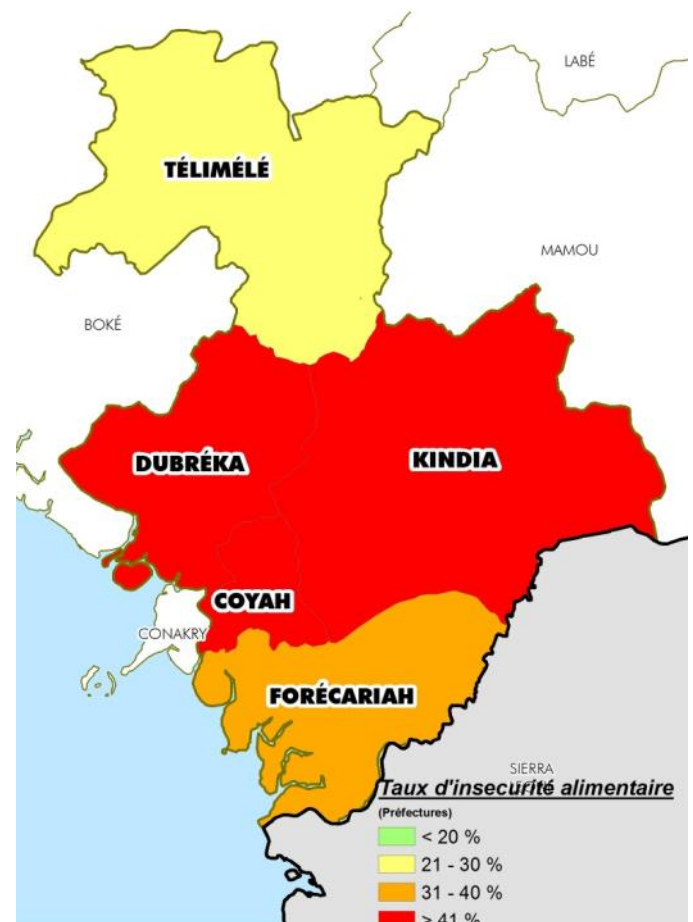 LABÉ
TÉLIMÉLÉ
MAMOU
BOKÉ
DUBRÉKA
KINDIA
COYAH
CONAKRY
FORÉCARIAH
SIERRA
Taux d'insecurité alimentaire
(Préfectures)
< 20 %
21 - 30 %
31 - 40 %
> 41 %